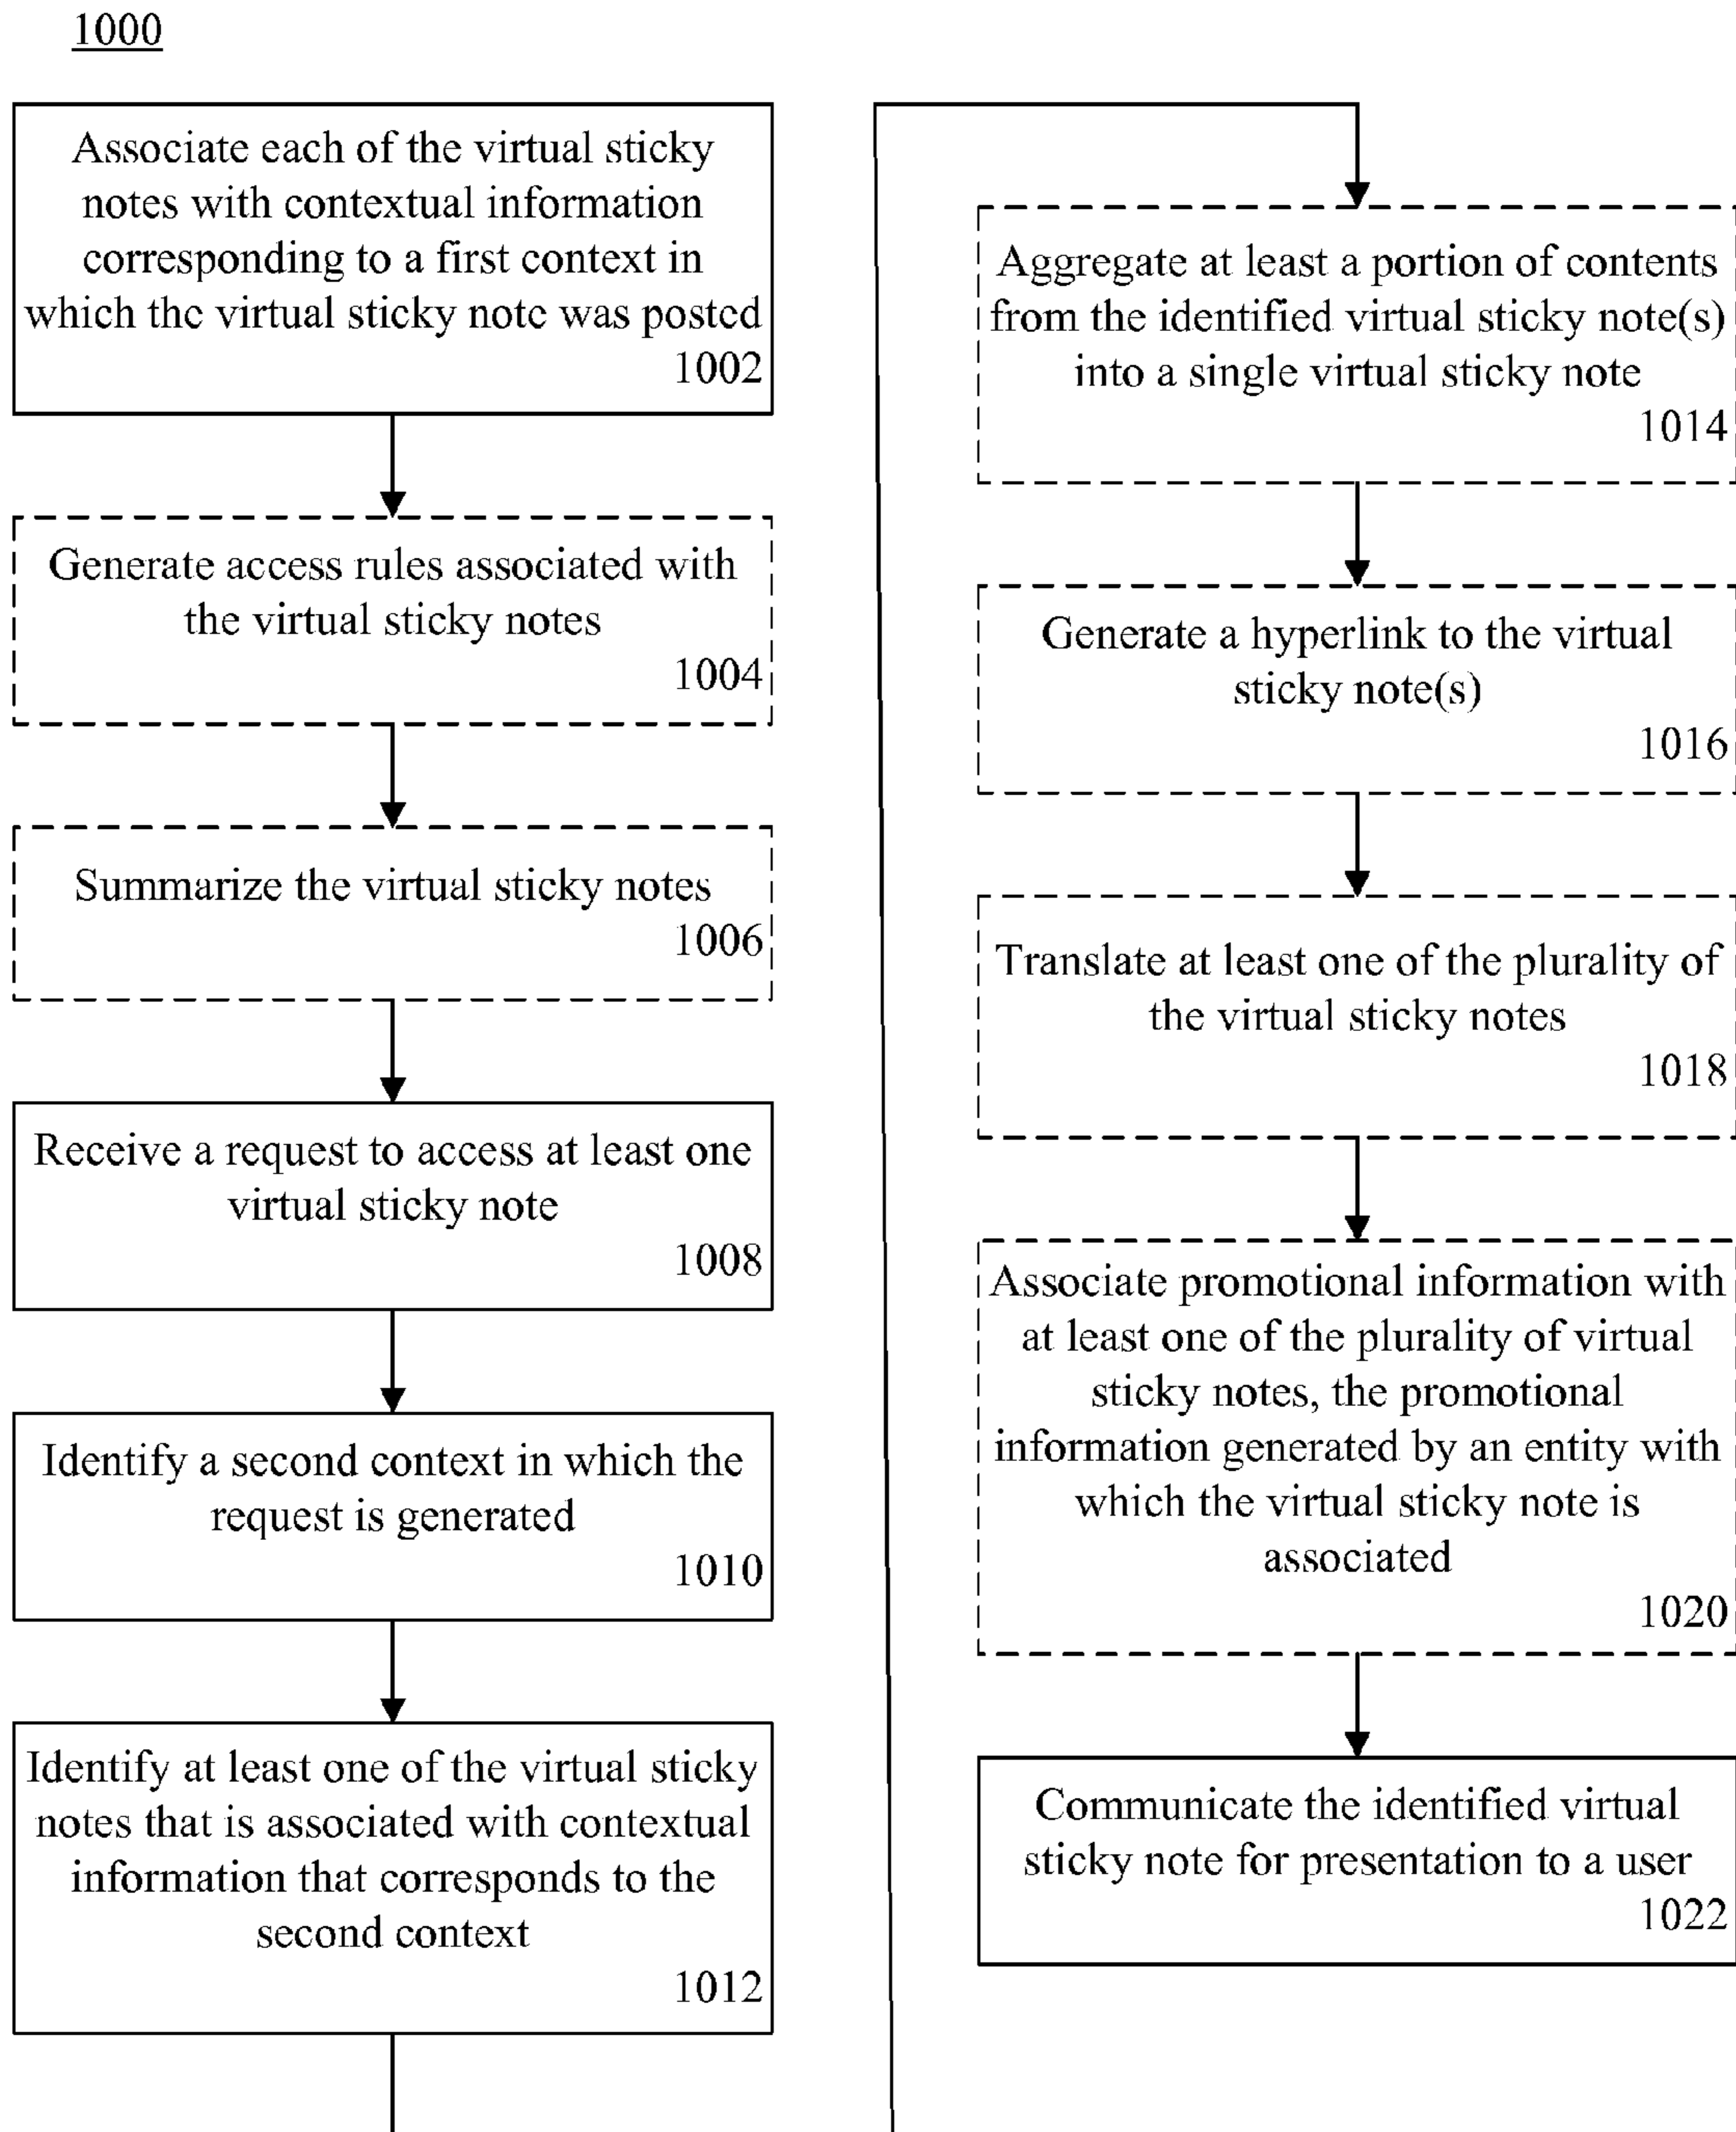 1000
Associate each of the virtual sticky
notes with contextual information
corresponding to a first context in
which the virtual sticky note was posted
1002
Generate access rules associated with
the virtual sticky notes
1004
Summarize the virtual sticky notes
1006
Receive a request to access at least one
virtual sticky note
1008
Identify a second context in which the
request is generated
1010
Identify at least one of the virtual sticky
notes that is associated with contextual
information that corresponds to the
second context
1012
Aggregate at least a portion of contents
from the identified virtual sticky note(s)
into a single virtual sticky note
1014
Generate a hyperlink to the virtual
sticky note(s)
1016
Translate at least one of the plurality of
the virtual sticky notes
1018
Associate promotional information with
at least one of the plurality of virtual
sticky notes, the promotional
information generated by an entity with
which the virtual sticky note is
associated
1020
Communicate the identified virtual
sticky note for presentation to a user
1022